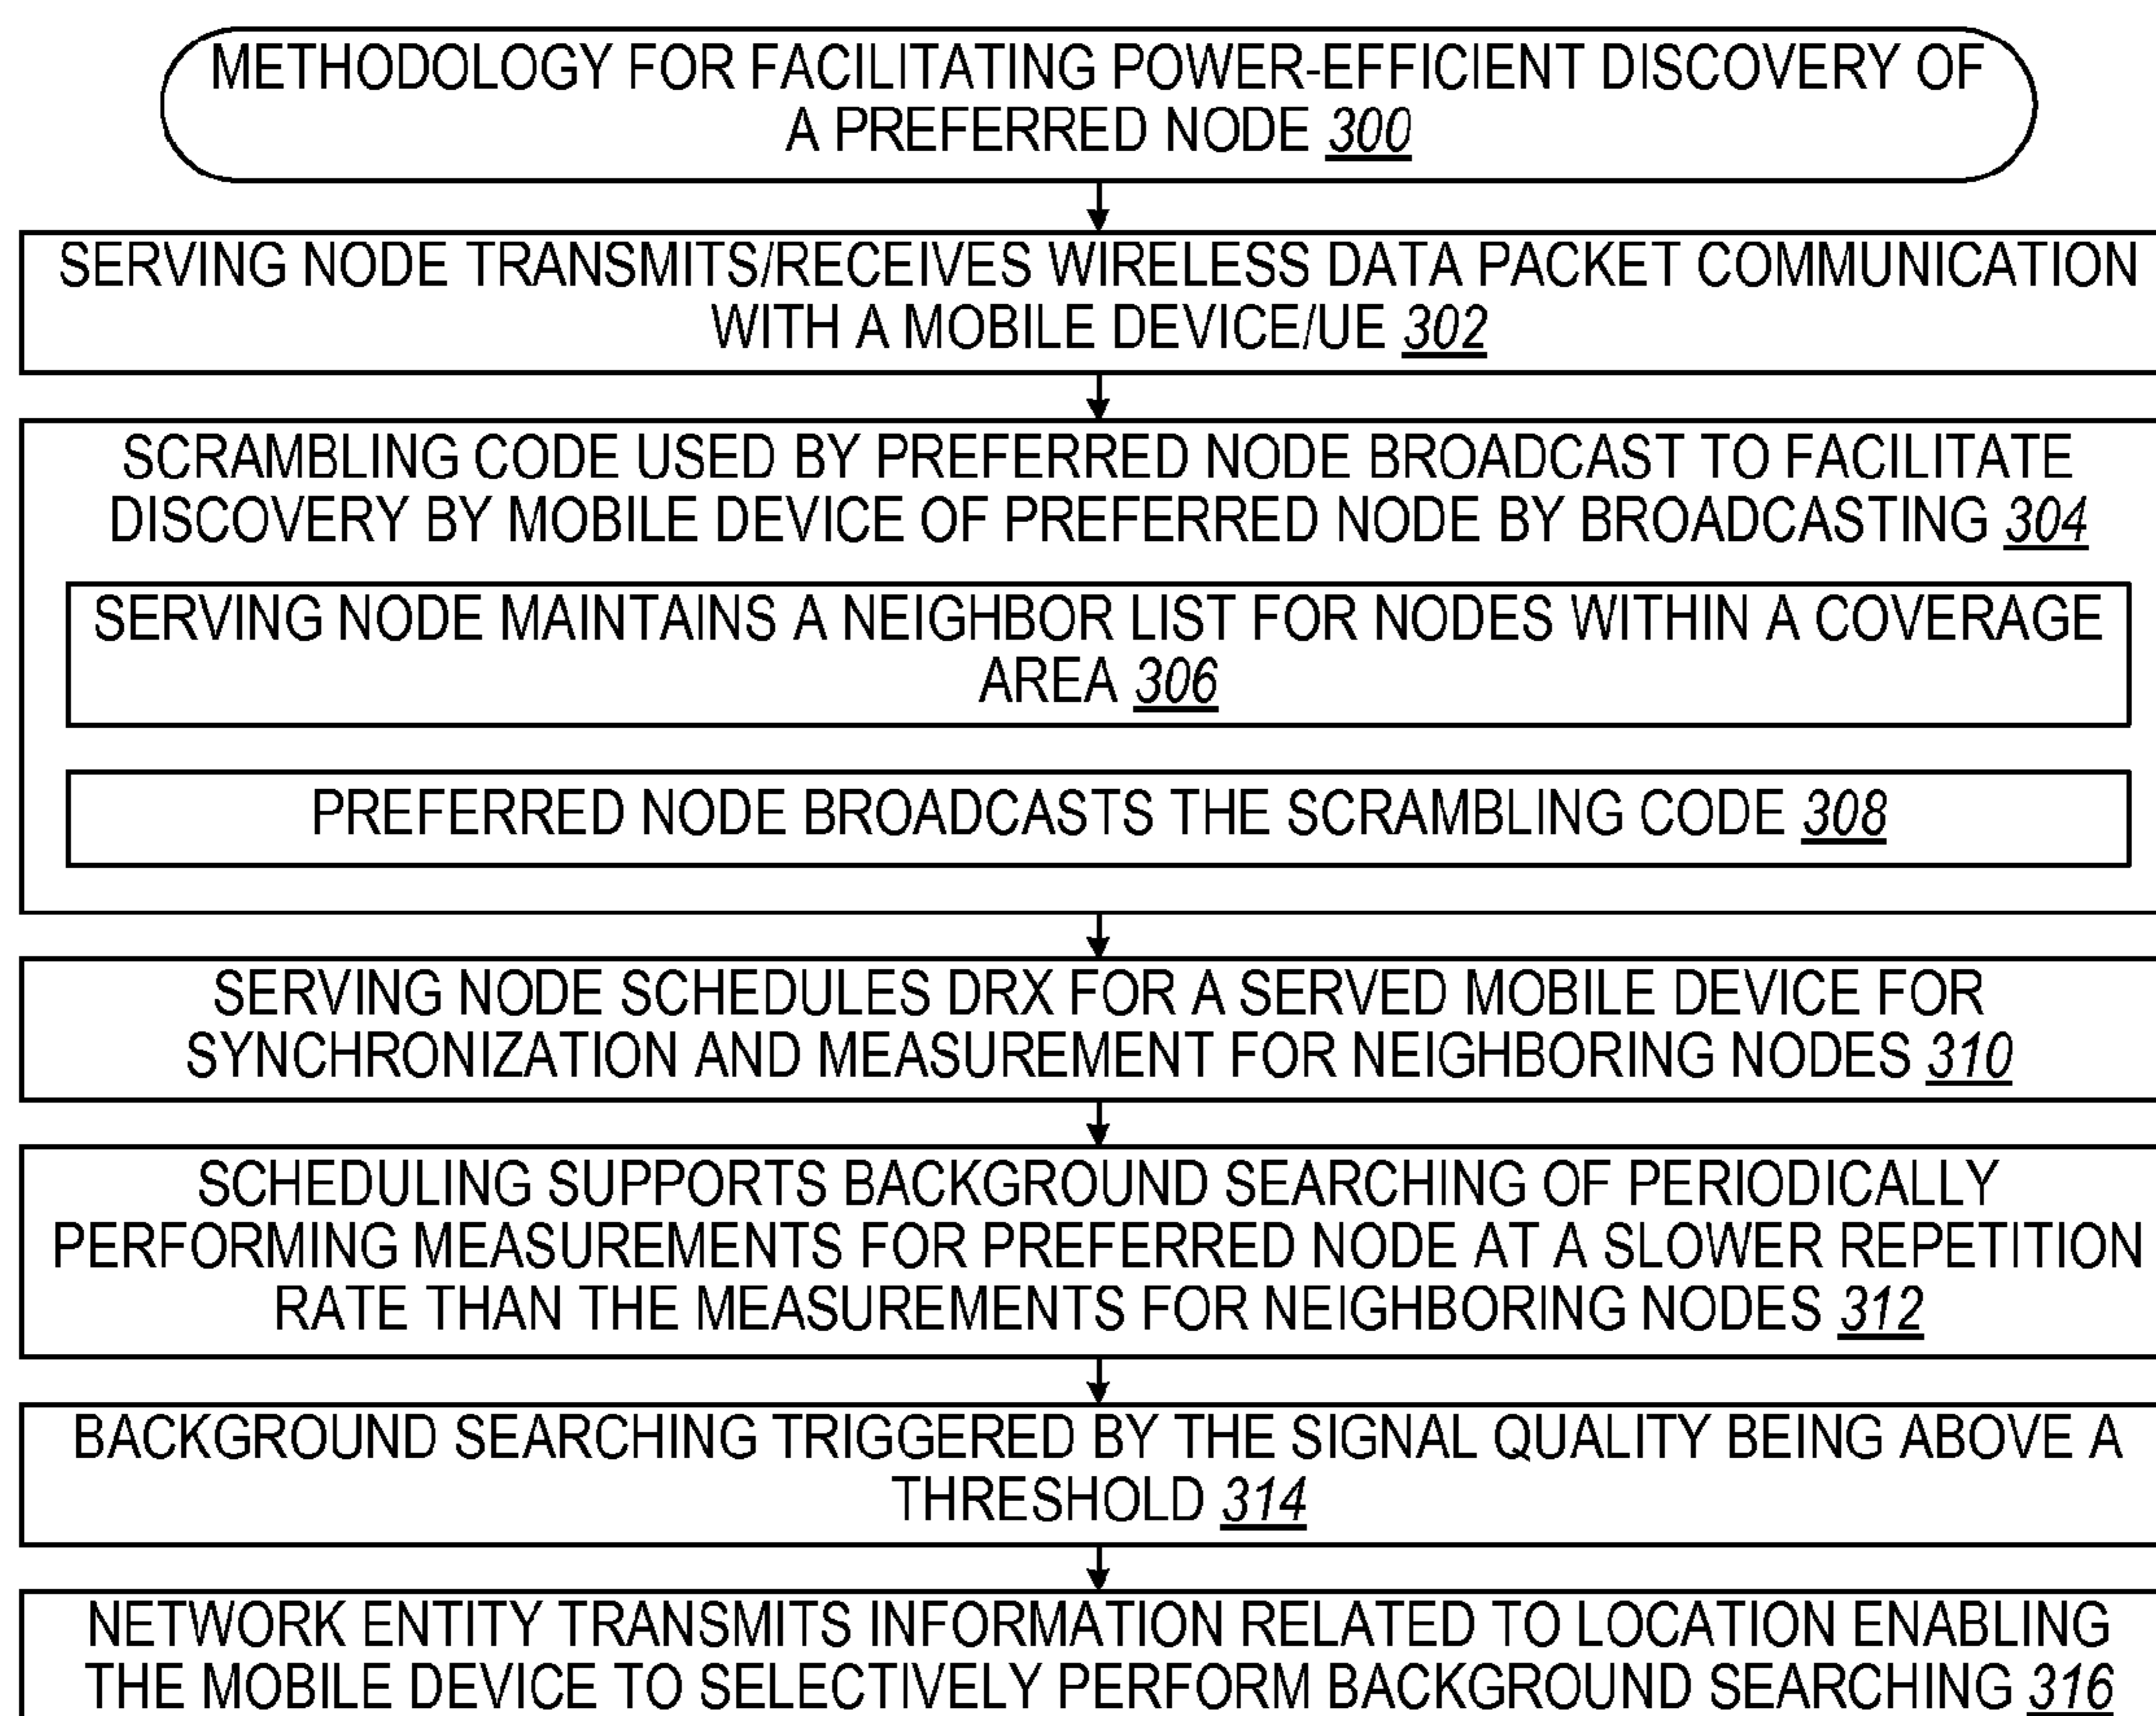 METHODOLOGY FOR FACILITATING POWER-EFFICIENT DISCOVERY OF
A PREFERRED NODE 300
SERVING NODE TRANSMITS/RECEIVES WIRELESS DATA PACKET COMMUNICATION
WITH A MOBILE DEVICE/UE 302
SCRAMBLING CODE USED BY PREFERRED NODE BROADCAST TO FACILITATE
DISCOVERY BY MOBILE DEVICE OF PREFERRED NODE BY BROADCASTING 304
SERVING NODE MAINTAINS A NEIGHBOR LIST FOR NODES WITHIN A COVERAGE
AREA 306
PREFERRED NODE BROADCASTS THE SCRAMBLING CODE 308
SERVING NODE SCHEDULES DRX FOR A SERVED MOBILE DEVICE FOR
SYNCHRONIZATION AND MEASUREMENT FOR NEIGHBORING NODES 310
SCHEDULING SUPPORTS BACKGROUND SEARCHING OF PERIODICALLY
PERFORMING MEASUREMENTS FOR PREFERRED NODE AT A SLOWER REPETITION
RATE THAN THE MEASUREMENTS FOR NEIGHBORING NODES 312
BACKGROUND SEARCHING TRIGGERED BY THE SIGNAL QUALITY BEING ABOVE A
THRESHOLD 314
NETWORK ENTITY TRANSMITS INFORMATION RELATED TO LOCATION ENABLING
THE MOBILE DEVICE TO SELECTIVELY PERFORM BACKGROUND SEARCHING 316